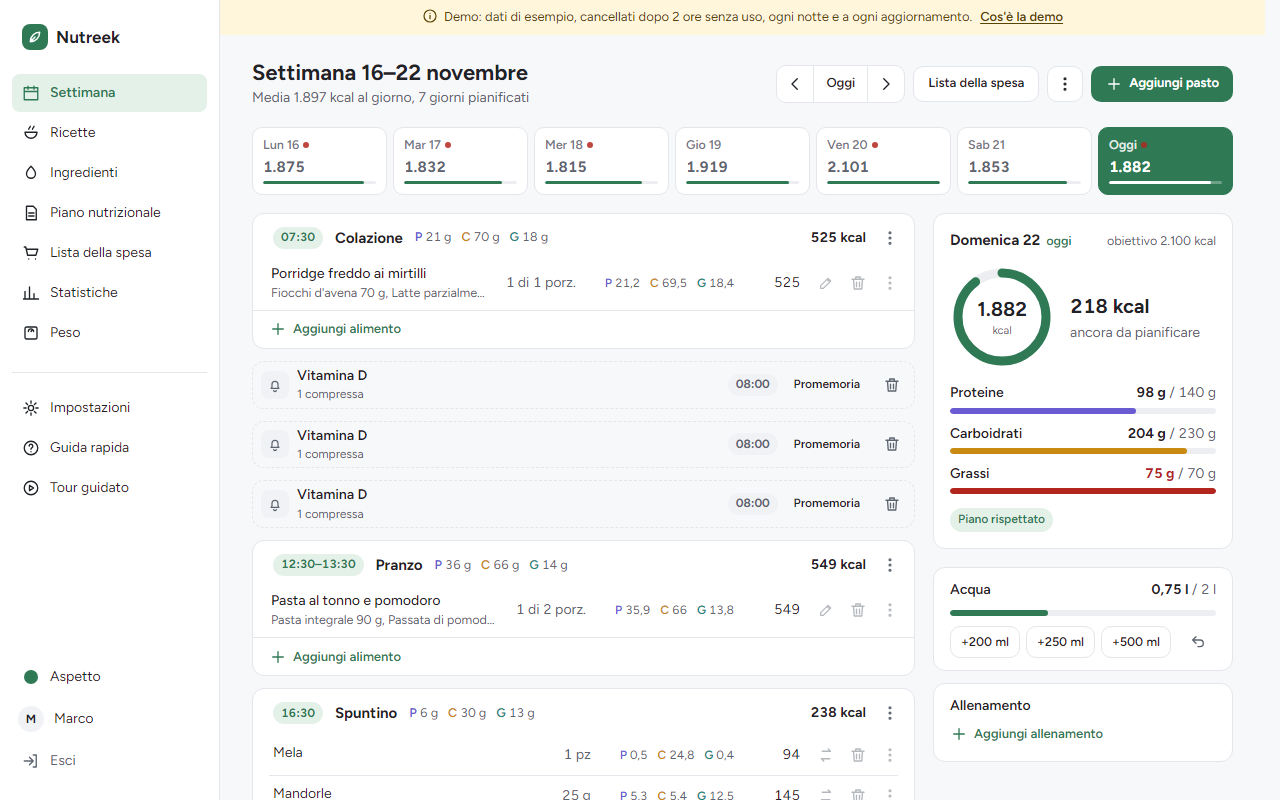 Demo: dati di esempio, cancellati dopo 2 ore senza uso, ogni notte e a ogni aggiornamento. Cos'è la demo
Nutreek
Settimana
Ricette
Ingredienti
Piano nutrizionale
Lista della spesa
Statistiche
Peso
Impostazioni
Guida rapida
Tour guidato
Aspetto
M Marco
Esci
Settimana 16–22 novembre
Media 1.897 kcal al giorno, 7 giorni pianificati
Oggi
Lista della spesa
Aggiungi pasto
Lun 16
1.875
Mar 17
1.832
Mer 18
1.815
Gio 19
1.919
Ven 20
2.101
Sab 21
1.853
Oggi
1.882
07:30 Colazione P 21 g C 70 g G 18 g 525 kcal
Porridge freddo ai mirtilli
Fiocchi d'avena 70 g, Latte parzialme...
1 di 1 porz. P 21,2 C 69,5 G 18,4 525
Aggiungi alimento
Vitamina D
1 compressa
08:00 Promemoria
Vitamina D
1 compressa
08:00 Promemoria
Vitamina D
1 compressa
08:00 Promemoria
12:30–13:30 Pranzo P 36 g C 66 g G 14 g 549 kcal
Pasta al tonno e pomodoro
Pasta integrale 90 g, Passata di pomod...
1 di 2 porz. P 35,9 C 66 G 13,8 549
Aggiungi alimento
16:30 Spuntino P 6 g C 30 g G 13 g 238 kcal
Mela 1 pz P 0,5 C 24,8 G 0,4 94
Mandorle 25 g P 5,3 C 5,4 G 12,5 145
Domenica 22 oggi obiettivo 2.100 kcal
1.882
kcal
218 kcal
ancora da pianificare
Proteine 98 g / 140 g
Carboidrati 204 g / 230 g
Grassi 75 g / 70 g
Piano rispettato
Acqua 0,75 l / 2 l
+200 ml +250 ml +500 ml
Allenamento
Aggiungi allenamento